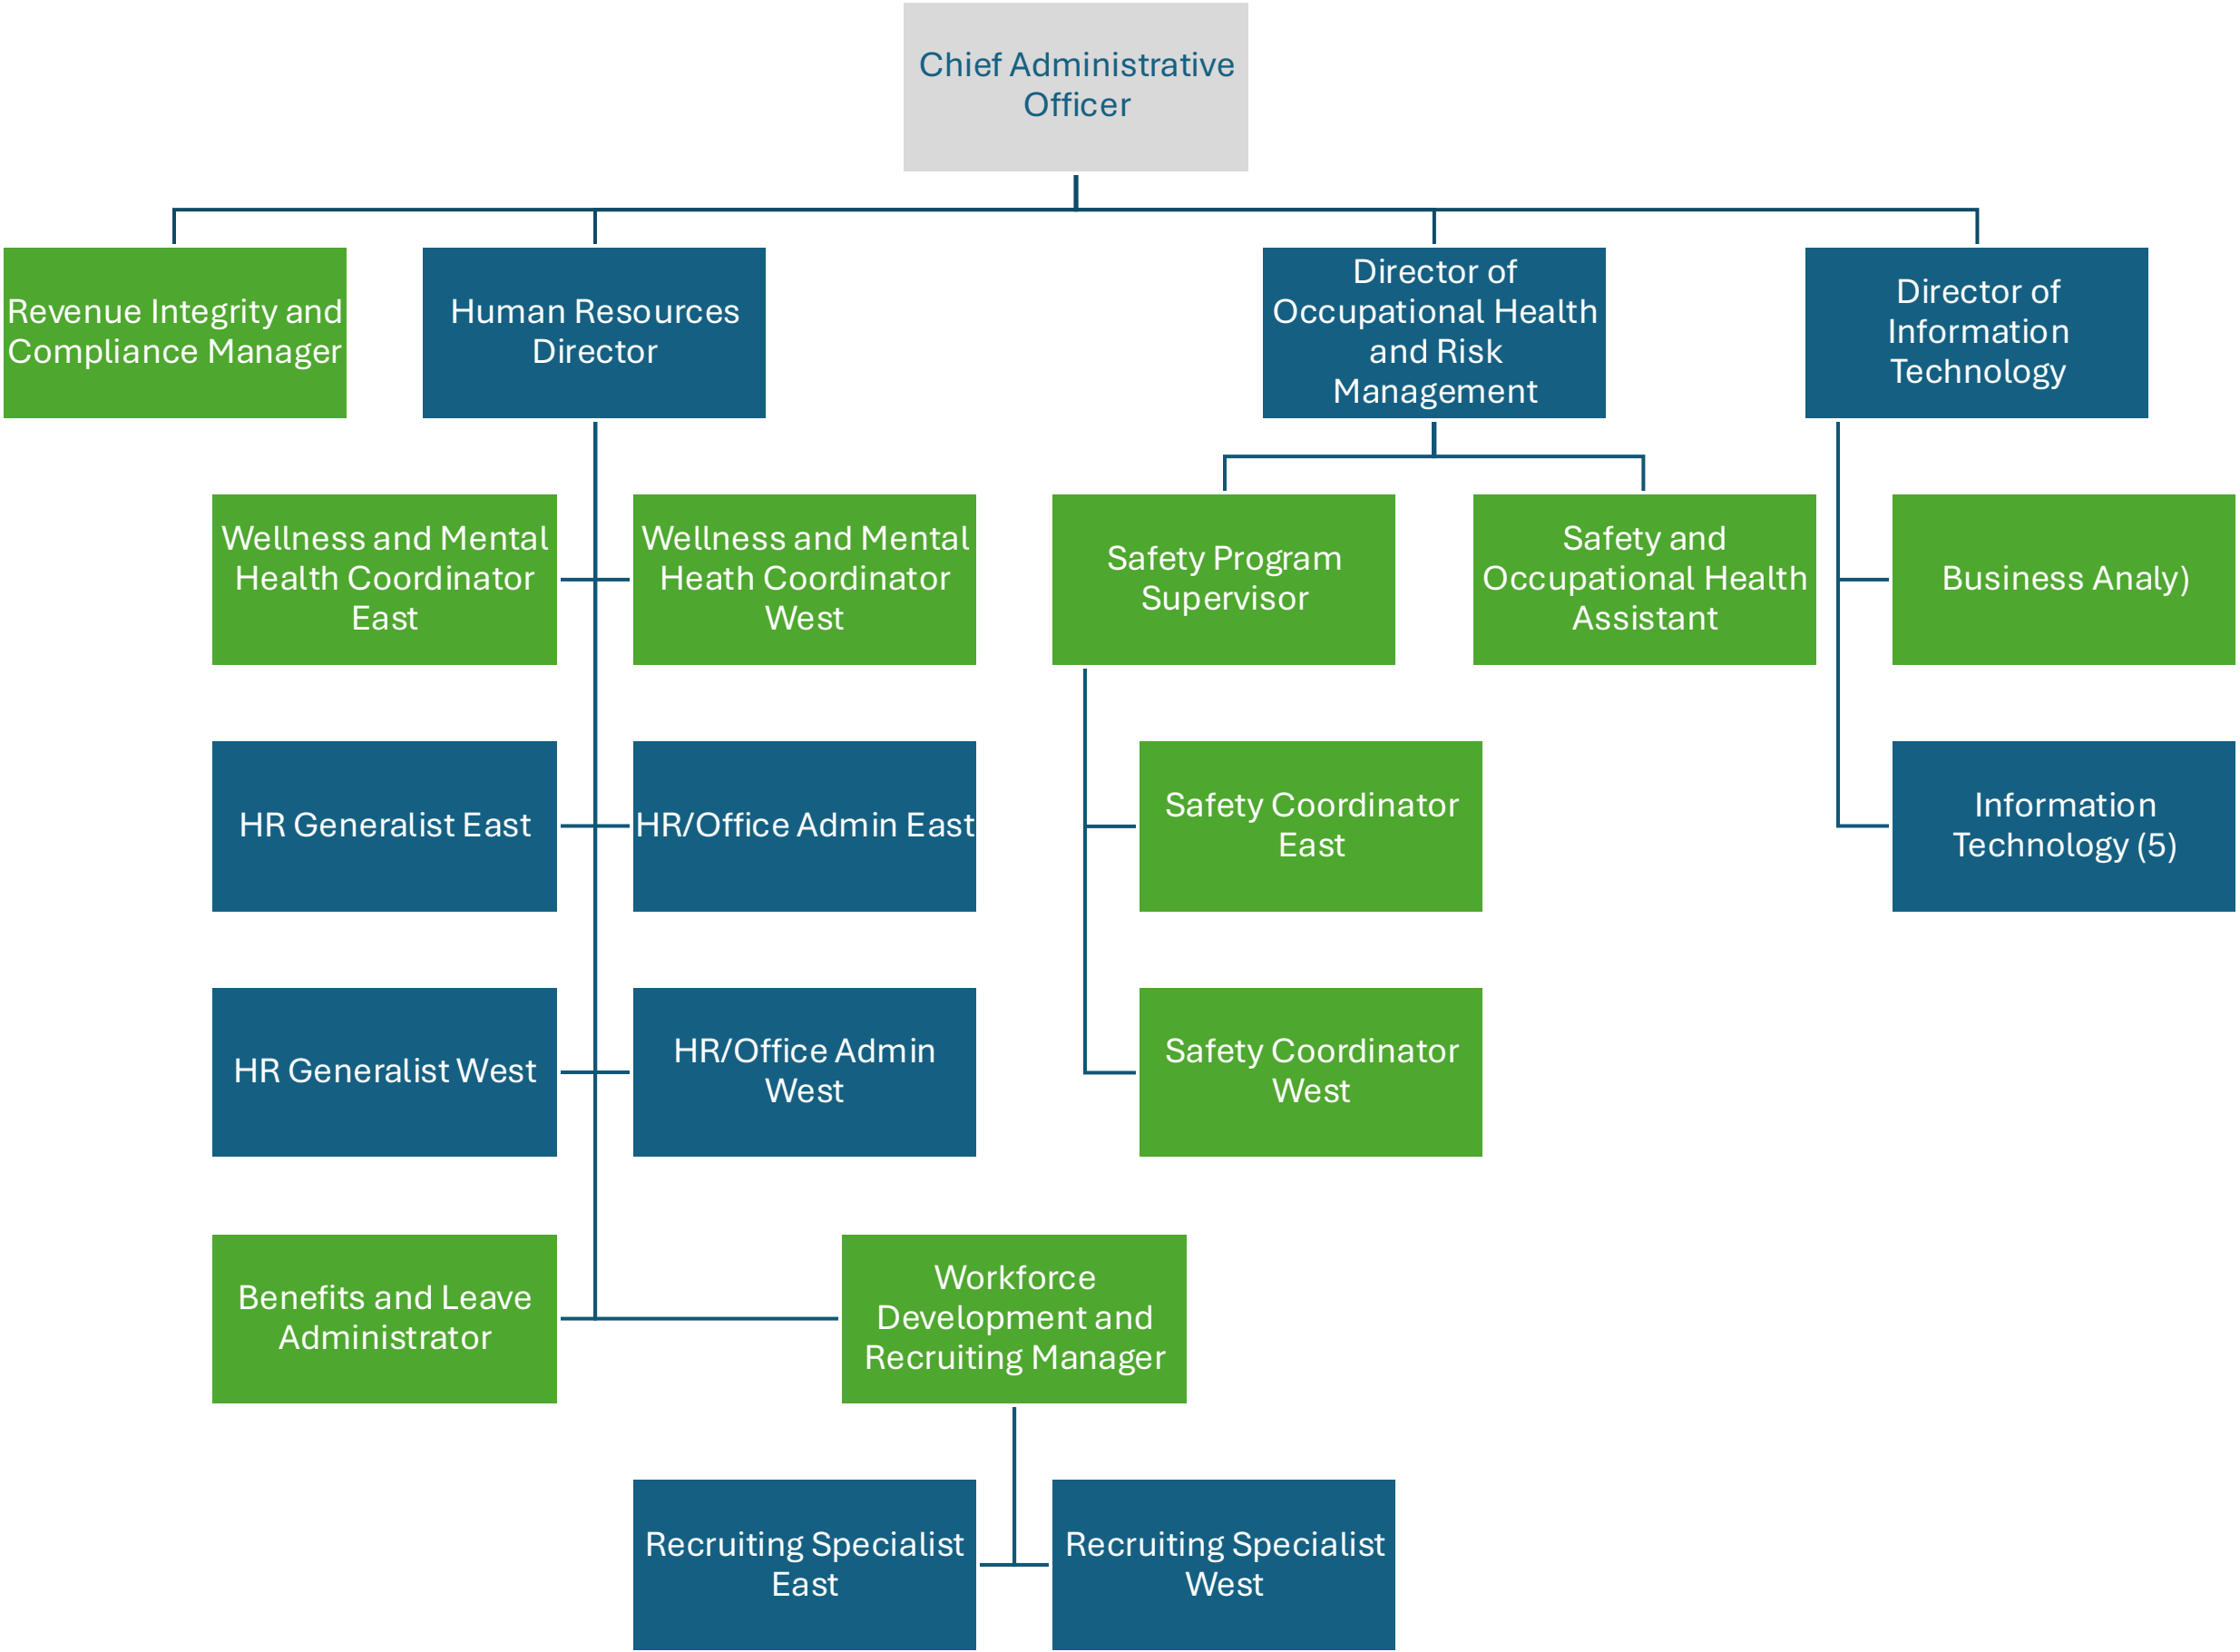 Chief Administrative
Officer
Revenue Integrity and
Compliance Manager
Human Resources
Director
Director of
Occupational Health
and Risk
Management
Director of
Information
Technology
Wellness and Mental
Health Coordinator
East
Wellness and Mental
Heath Coordinator
West
Safety Program
Supervisor
Safety and
Occupational Health
Assistant
Business Analy)
HR Generalist East
HR/Office Admin East
Safety Coordinator
East
Information
Technology (5)
HR Generalist West
HR/Office Admin
West
Safety Coordinator
West
Benefits and Leave
Administrator
Workforce
Development and
Recruiting Manager
Recruiting Specialist
East
Recruiting Specialist
West